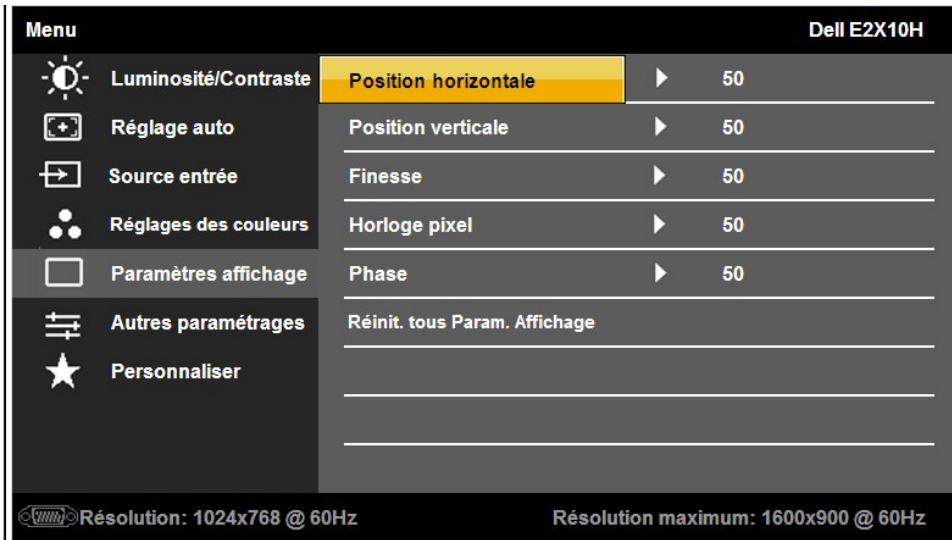 Menu Dell E2X10H
Luminosité/Contraste Position horizontale 50
Réglage auto Position verticale 50
Source entrée Finesse 50
Réglages des couleurs Horloge pixel 50
Paramètres affichage Phase 50
Autres paramétrages Réinit. tous Param. Affichage
Personnaliser
Résolution: 1024x768 @ 60Hz Résolution maximum: 1600x900 @ 60Hz